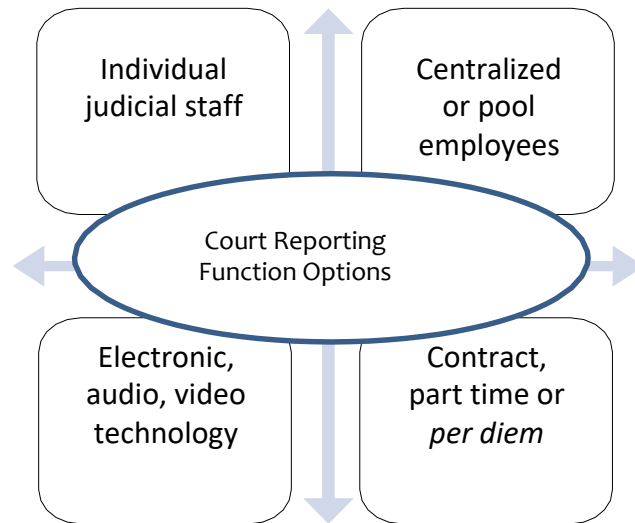 Individual
judicial staff
Centralized
or pool
employees
Court Reporting
Function Options
Electronic,
audio, video
technology
Contract,
part time or
per diem